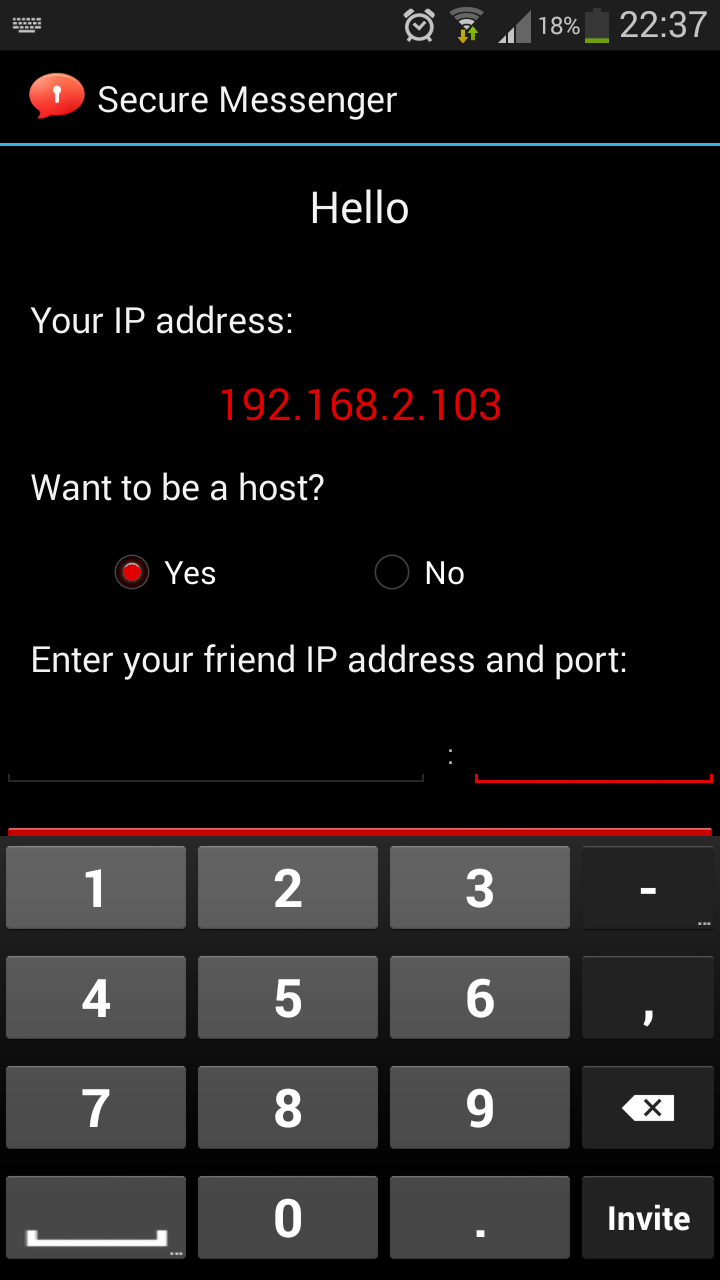 18% 22:37
Secure Messenger
Hello
Your IP address:
192.168.2.103
Want to be a host?
Yes No
Enter your friend IP address and port:
:
1 2 3 - ...
4 5 6 ,
7 8 9
... 0 . Invite